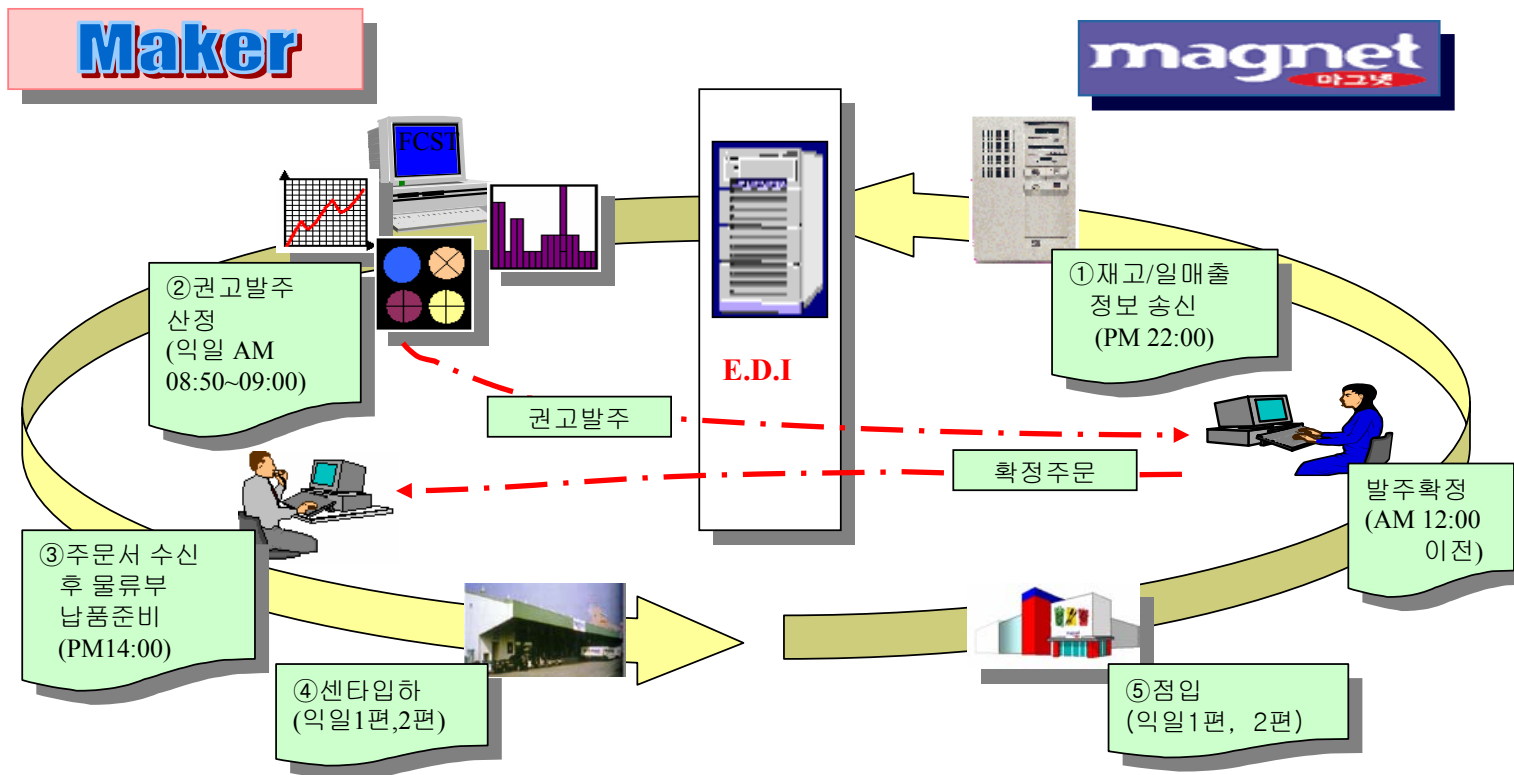 Maker
magnet
마그넷
FCST
①재고/일매출
정보 송신
(PM 22:00)
②권고발주
산정
(익일 AM
08:50~09:00)
E.D.I
권고발주
확정주문
발주확정
(AM 12:00
이전)
③주문서 수신
후 물류부
납품준비
(PM14:00)
④센타입하
(익일1편,2편)
⑤점입
(익일1편, 2편)